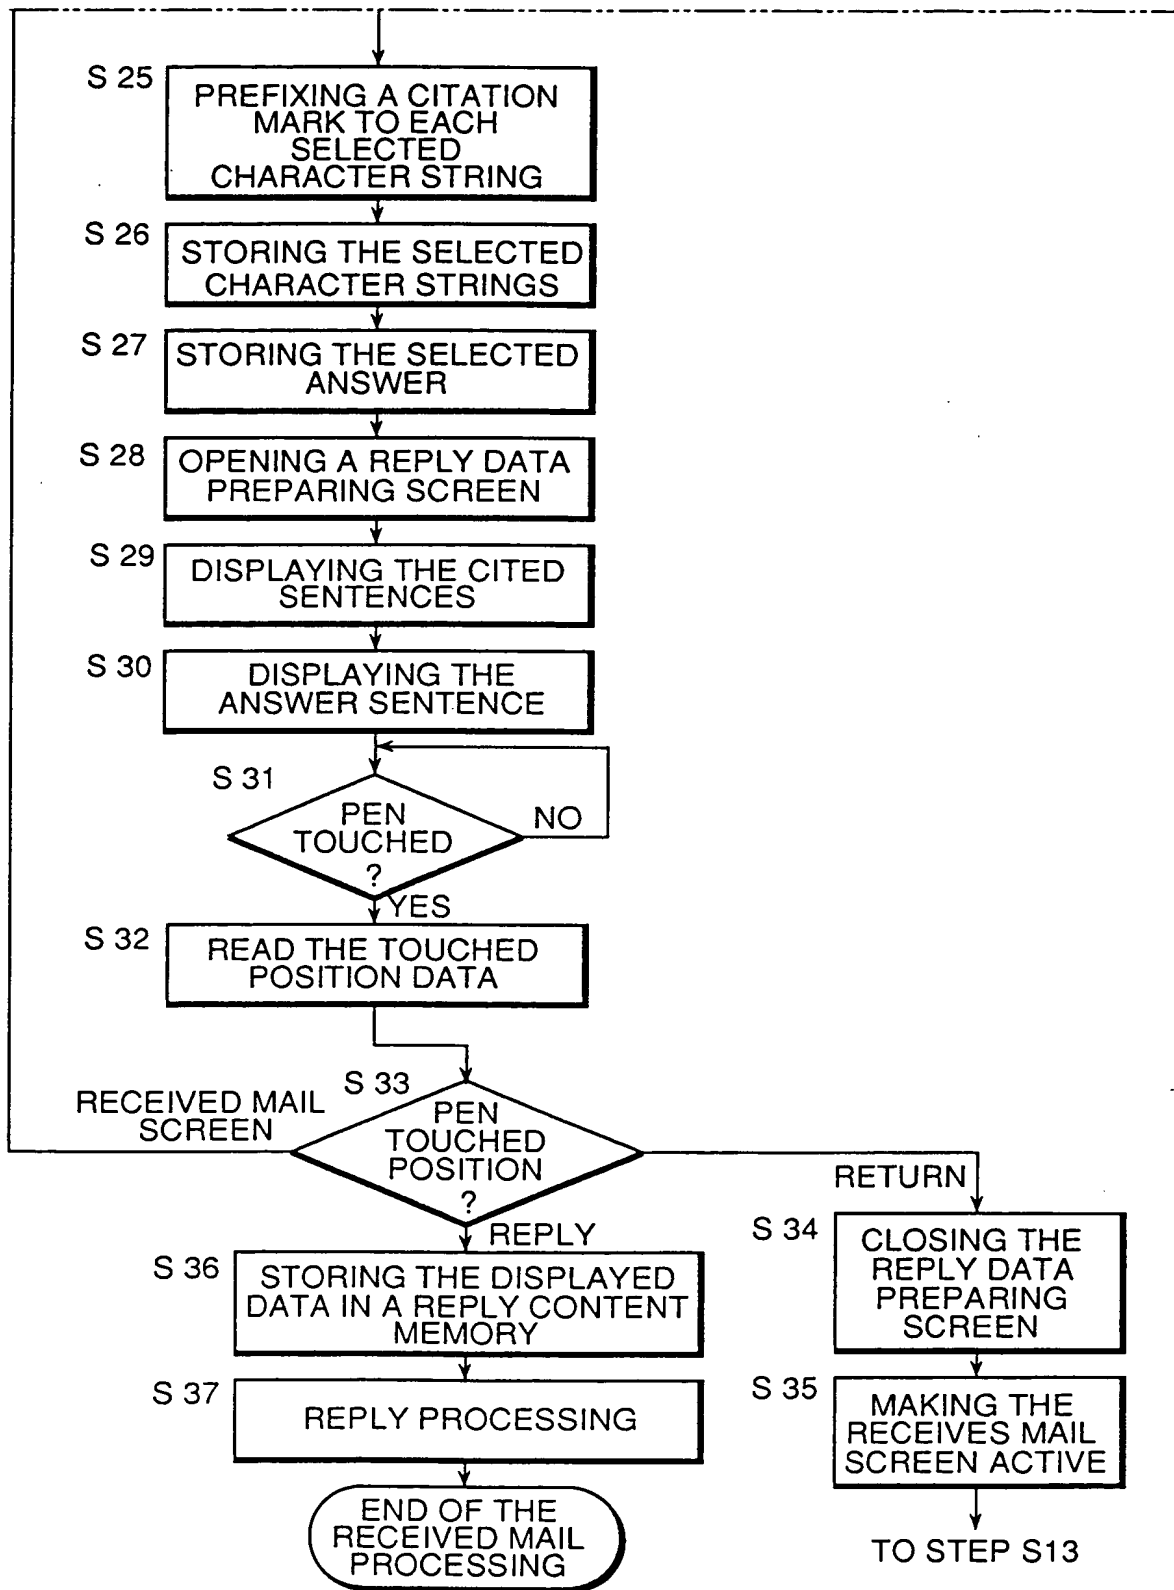 S 25
PREFIXING A CITATION
MARK TO EACH
SELECTED
CHARACTER STRING
S 26
STORING THE SELECTED
CHARACTER STRINGS
S 27
STORING THE SELECTED
ANSWER
S 28
OPENING A REPLY DATA
PREPARING SCREEN
S 29
DISPLAYING THE CITED
SENTENCES
S 30
DISPLAYING THE
ANSWER SENTENCE
S 31
PEN
TOUCHED
?
NO
YES
S 32
READ THE TOUCHED
POSITION DATA
S 33
PEN
TOUCHED
POSITION
?
RECEIVED MAIL
SCREEN
RETURN
REPLY
S 34
CLOSING THE
REPLY DATA
PREPARING
SCREEN
S 35
MAKING THE
RECEIVES MAIL
SCREEN ACTIVE
TO STEP S13
S 36
STORING THE DISPLAYED
DATA IN A REPLY CONTENT
MEMORY
S 37
REPLY PROCESSING
END OF THE
RECEIVED MAIL
PROCESSING